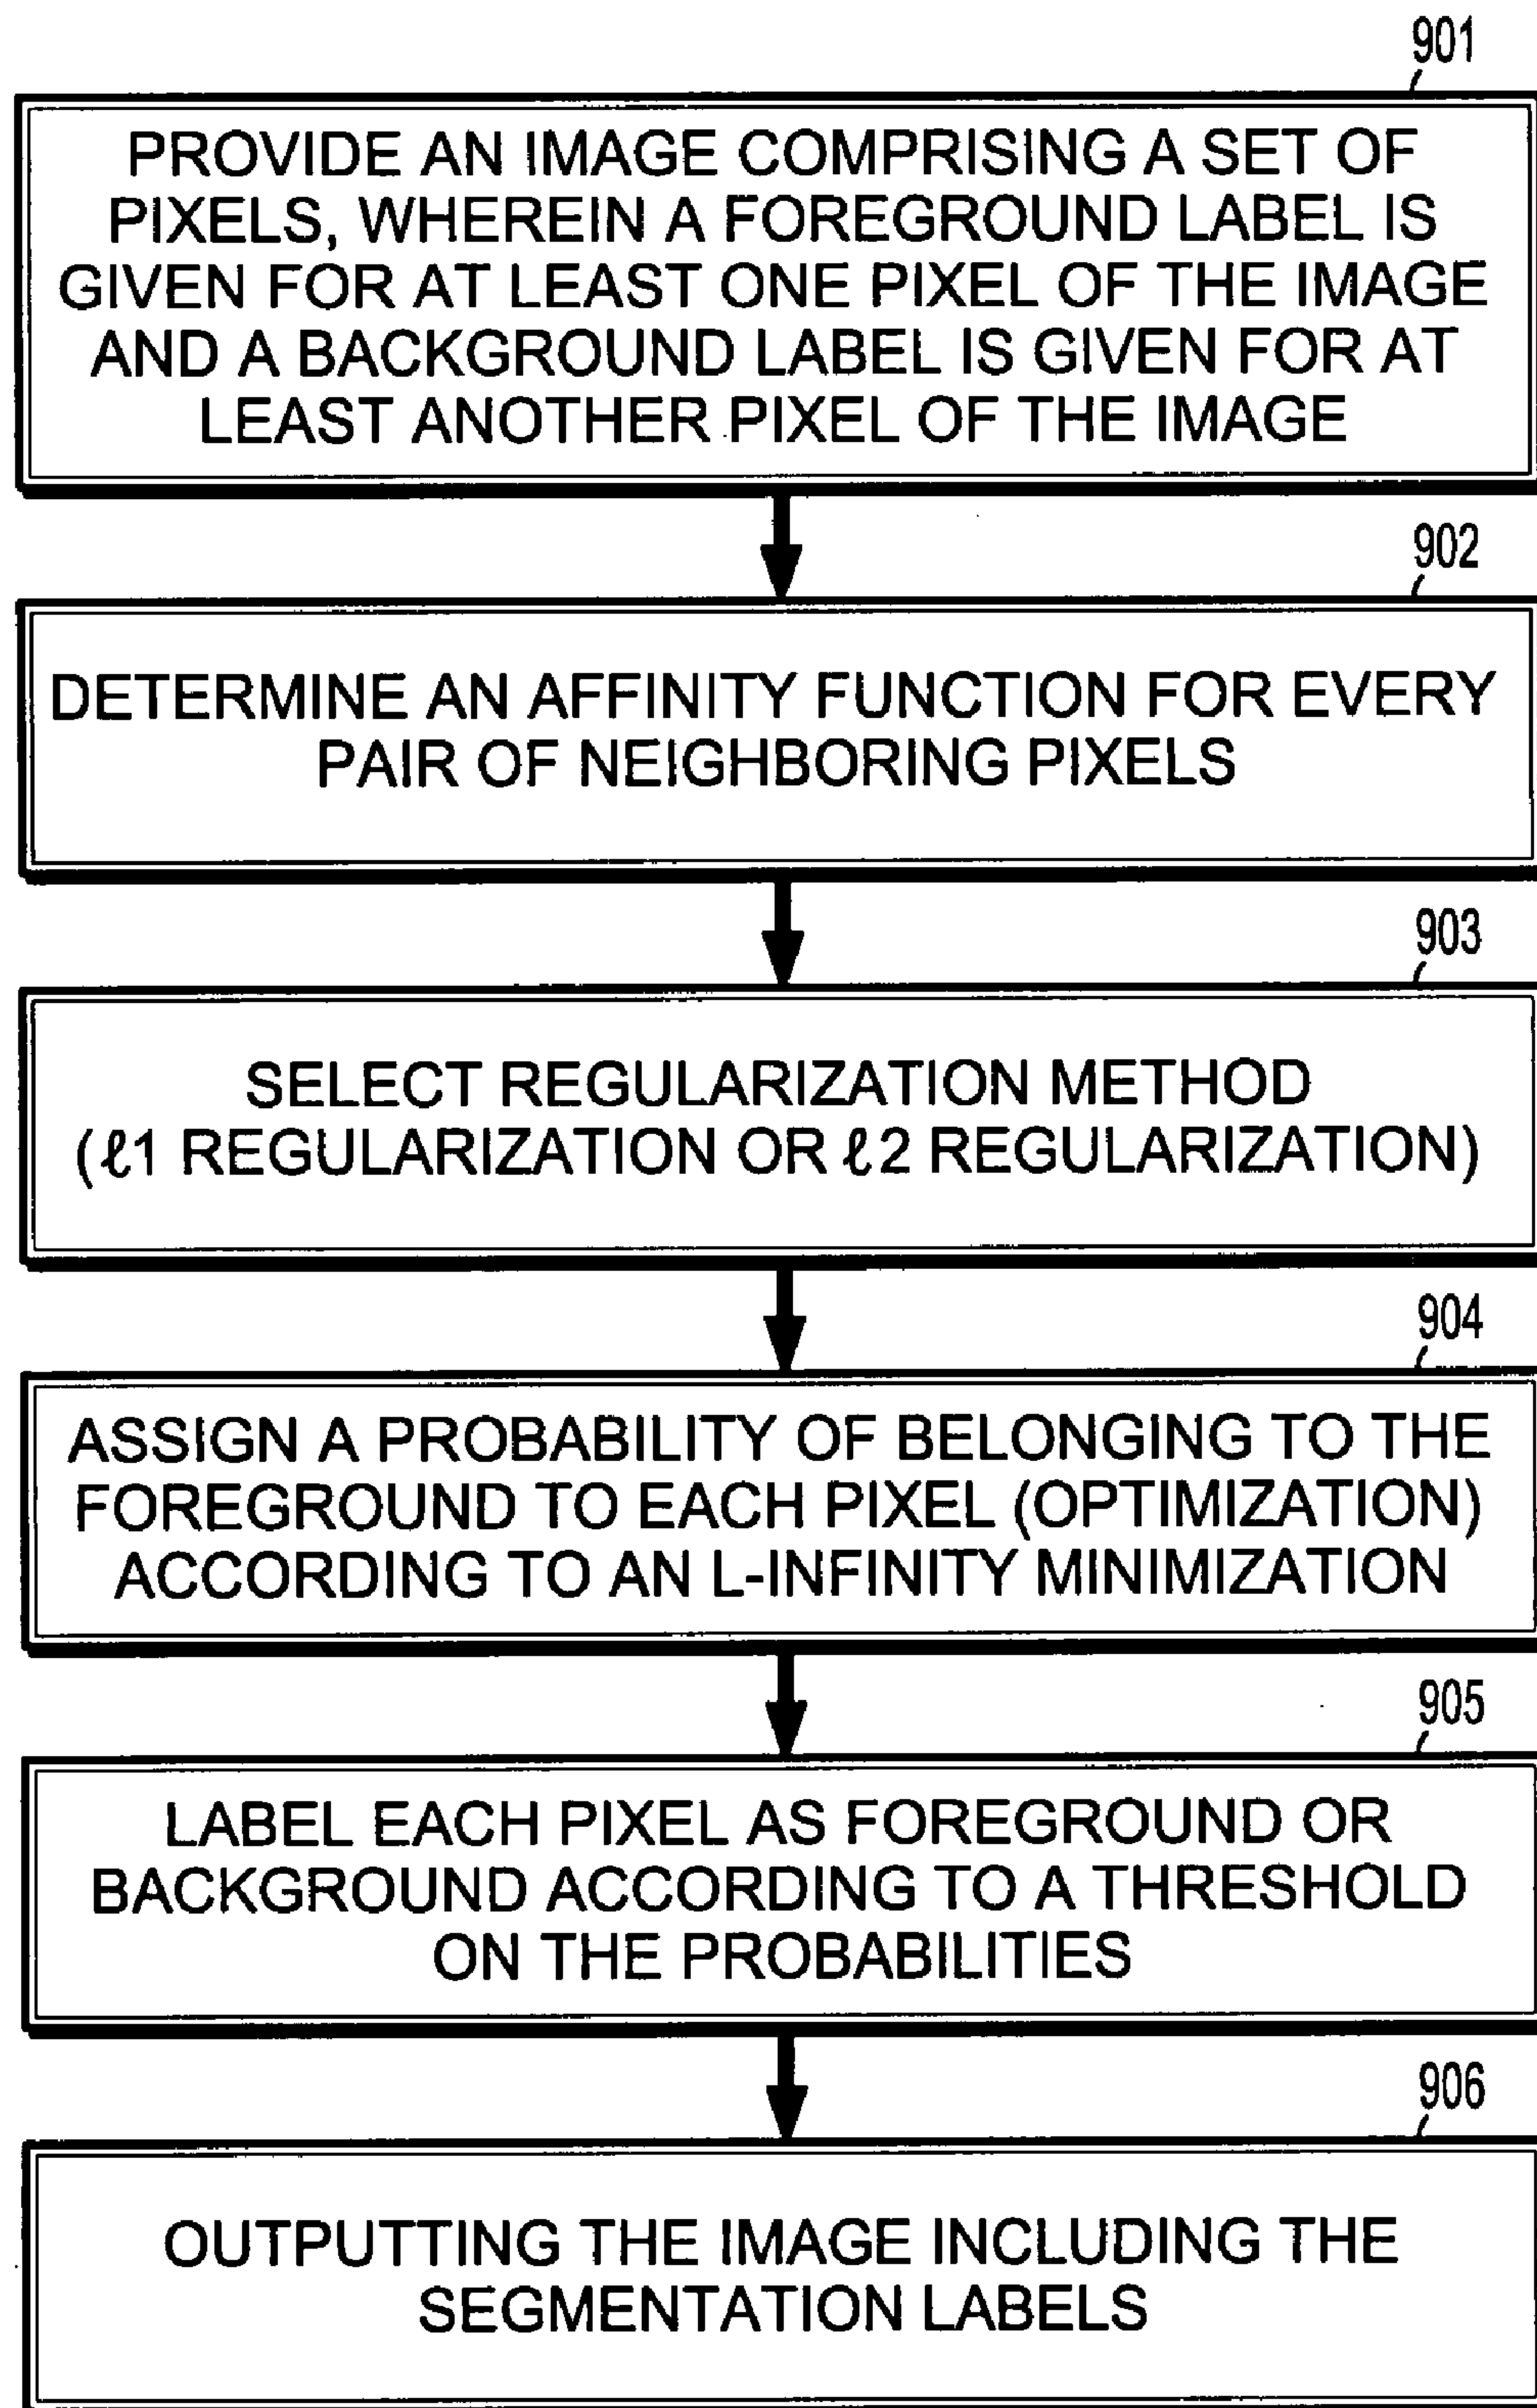 901
PROVIDE AN IMAGE COMPRISING A SET OF
PIXELS, WHEREIN A FOREGROUND LABEL IS
GIVEN FOR AT LEAST ONE PIXEL OF THE IMAGE
AND A BACKGROUND LABEL IS GIVEN FOR AT
LEAST ANOTHER PIXEL OF THE IMAGE
902
DETERMINE AN AFFINITY FUNCTION FOR EVERY
PAIR OF NEIGHBORING PIXELS
903
SELECT REGULARIZATION METHOD
(ℓ1 REGULARIZATION OR ℓ2 REGULARIZATION)
904
ASSIGN A PROBABILITY OF BELONGING TO THE
FOREGROUND TO EACH PIXEL (OPTIMIZATION)
ACCORDING TO AN L-INFINITY MINIMIZATION
905
LABEL EACH PIXEL AS FOREGROUND OR
BACKGROUND ACCORDING TO A THRESHOLD
ON THE PROBABILITIES
906
OUTPUTTING THE IMAGE INCLUDING THE
SEGMENTATION LABELS